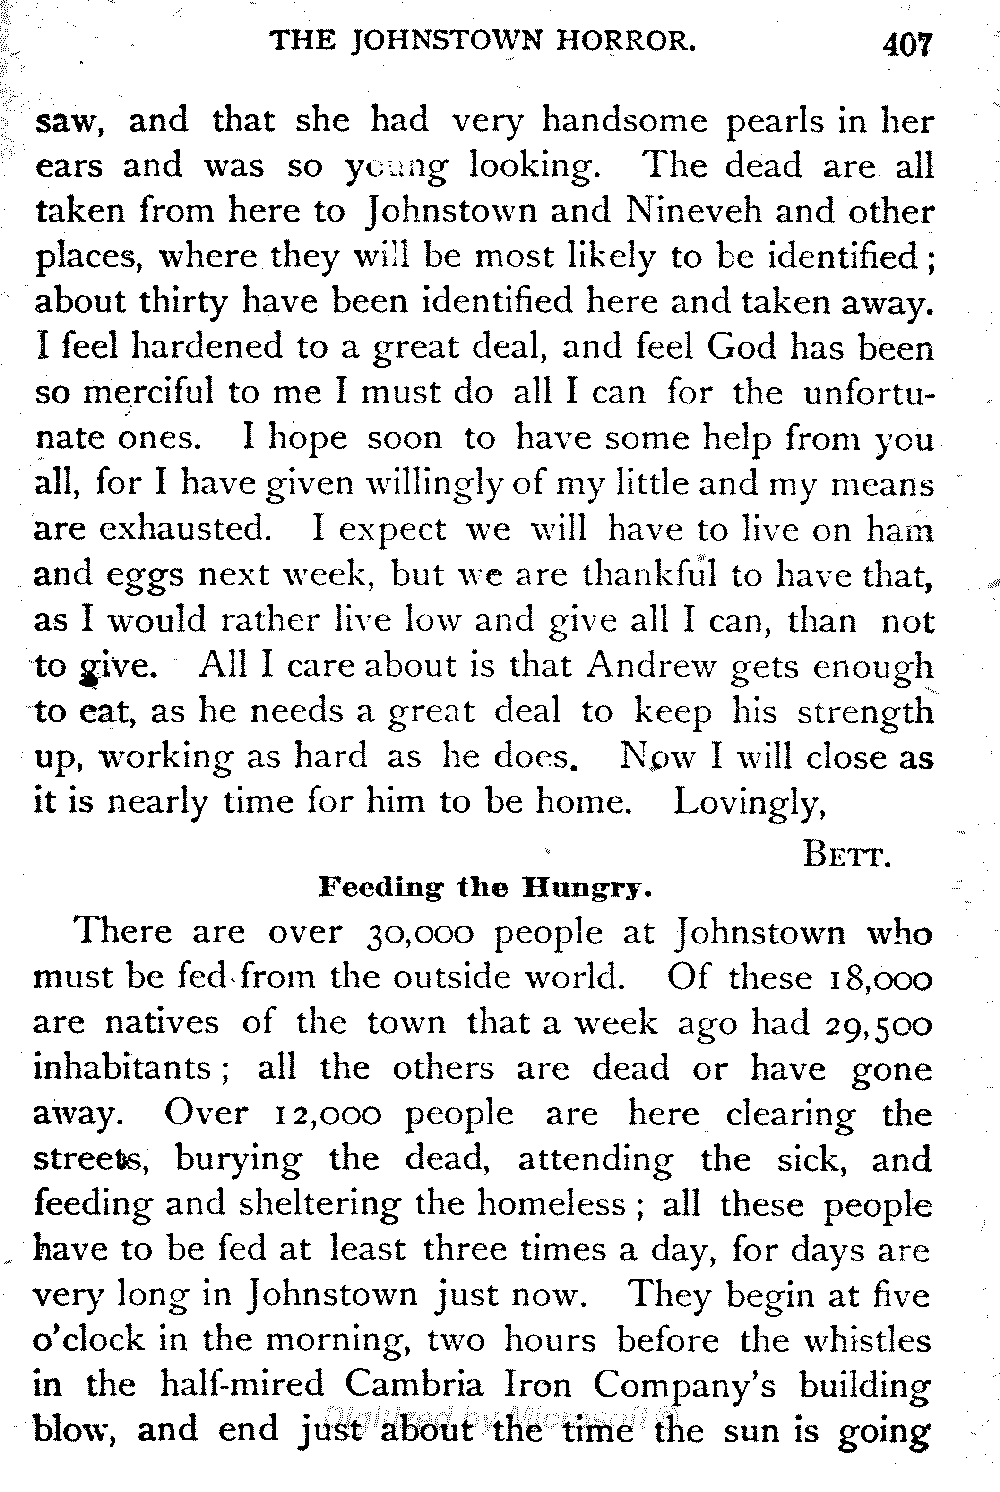 THE JOHNSTOWN HORROR. 407
saw, and that she had very handsome pearls in her
ears and was so young looking. The dead are all
taken from here to Johnstown and Nineveh and other
places, where they will be most likely to be identified ;
about thirty have been identified here and taken away.
I feel hardened to a great deal, and feel God has been
so merciful to me I must do all I can for the unfortu-
nate ones. I hope soon to have some help from you
all, for I have given willingly of my little and my means
are exhausted. I expect we will have to live on ham
and eggs next week, but we are thankful to have that,
as I would rather live low and give all I can, than not
to give. All I care about is that Andrew gets enough
to eat, as he needs a great deal to keep his strength
up, working as hard as he does. Now I will close as
it is nearly time for him to be home. Lovingly,
BETT.
Feeding the Hungry.
There are over 30,000 people at Johnstown who
must be fed from the outside world. Of these 18,000
are natives of the town that a week ago had 29,500
inhabitants ; all the others are dead or have gone
away. Over 12,000 people are here clearing the
streets, burying the dead, attending the sick, and
feeding and sheltering the homeless ; all these people
have to be fed at least three times a day, for days are
very long in Johnstown just now. They begin at five
o'clock in the morning, two hours before the whistles
in the half-mired Cambria Iron Company's building
blow, and end just about the time the sun is going